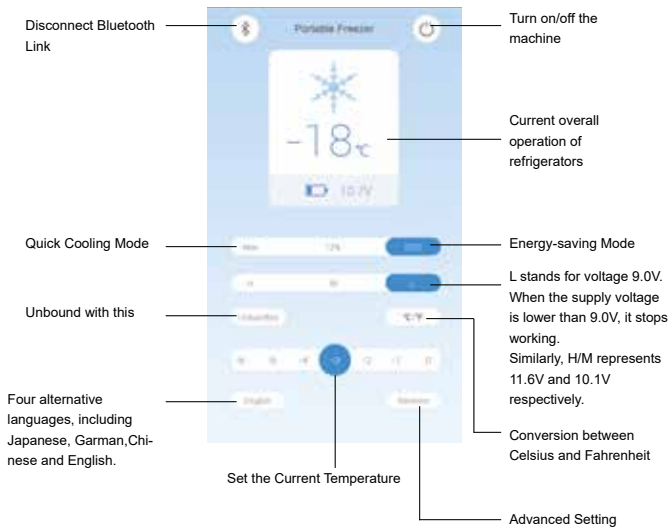 Disconnect Bluetooth
Link
Portable Freezer
Turn on/off the
machine
-18℃
Current overall
operation of
refrigerators
Quick Cooling Mode
Energy-saving Mode
L stands for voltage 9.0V.
When the supply voltage
is lower than 9.0V, it stops
working.
Similarly, H/M represents
11.6V and 10.1V
respectively.
Unbound with this
℃/℉
Four alternative
languages, including
Japanese, Garman,Chi-
nese and English.
English
Set the Current Temperature
Conversion between
Celsius and Fahrenheit
Advanced Setting